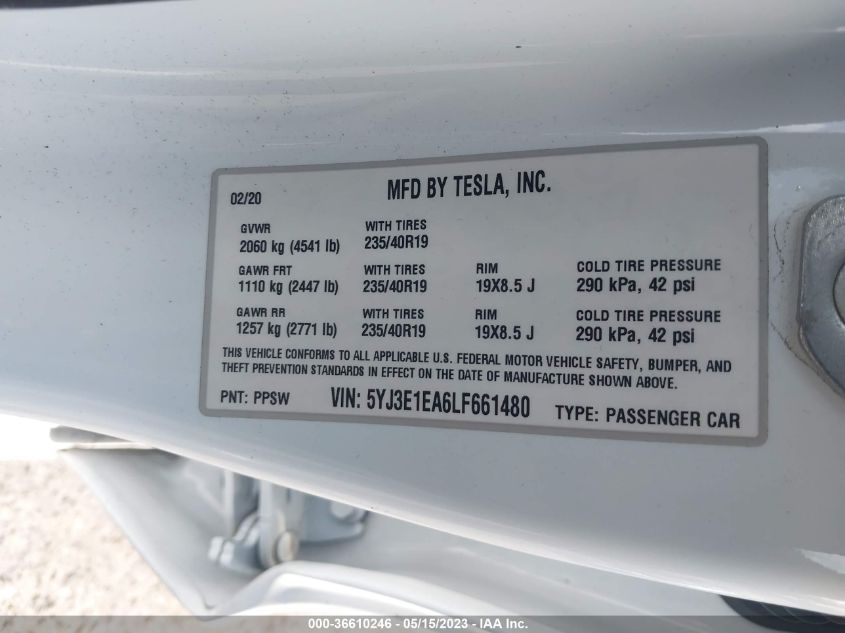 02/20 MFD BY TESLA, INC.
GVWR WITH TIRES
2060 kg (4541 lb) 235/40R19
GAWR FRT WITH TIRES RIM COLD TIRE PRESSURE
1110 kg (2447 lb) 235/40R19 19X8.5 J 290 kPa, 42 psi
GAWR RR WITH TIRES RIM COLD TIRE PRESSURE
1257 kg (2771 lb) 235/40R19 19X8.5 J 290 kPa, 42 psi
THIS VEHICLE CONFORMS TO ALL APPLICABLE U.S. FEDERAL MOTOR VEHICLE SAFETY, BUMPER, AND
THEFT PREVENTION STANDARDS IN EFFECT ON THE DATE OF MANUFACTURE SHOWN ABOVE.
PNT: PPSW VIN: 5YJ3E1EA6LF661480 TYPE: PASSENGER CAR
000-36610246 - 05/15/2023 - IAA Inc.